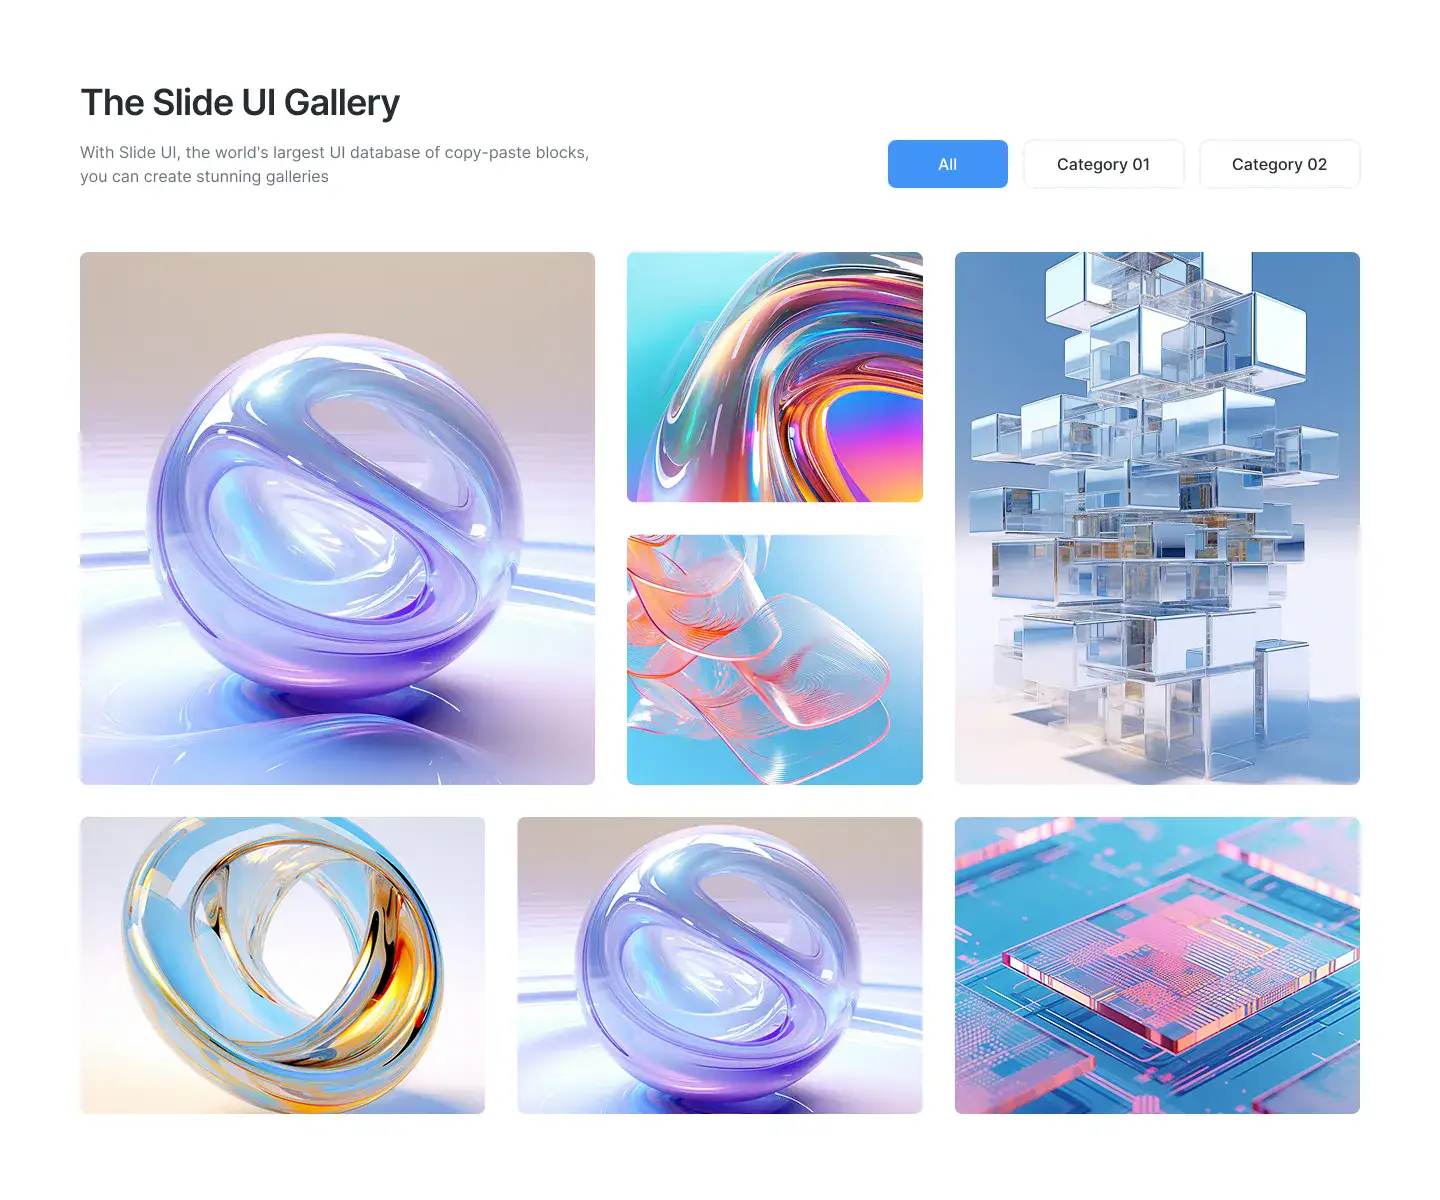 The Slide UI Gallery
With Slide UI, the world's largest UI database of copy-paste blocks,
you can create stunning galleries
All
Category 01
Category 02